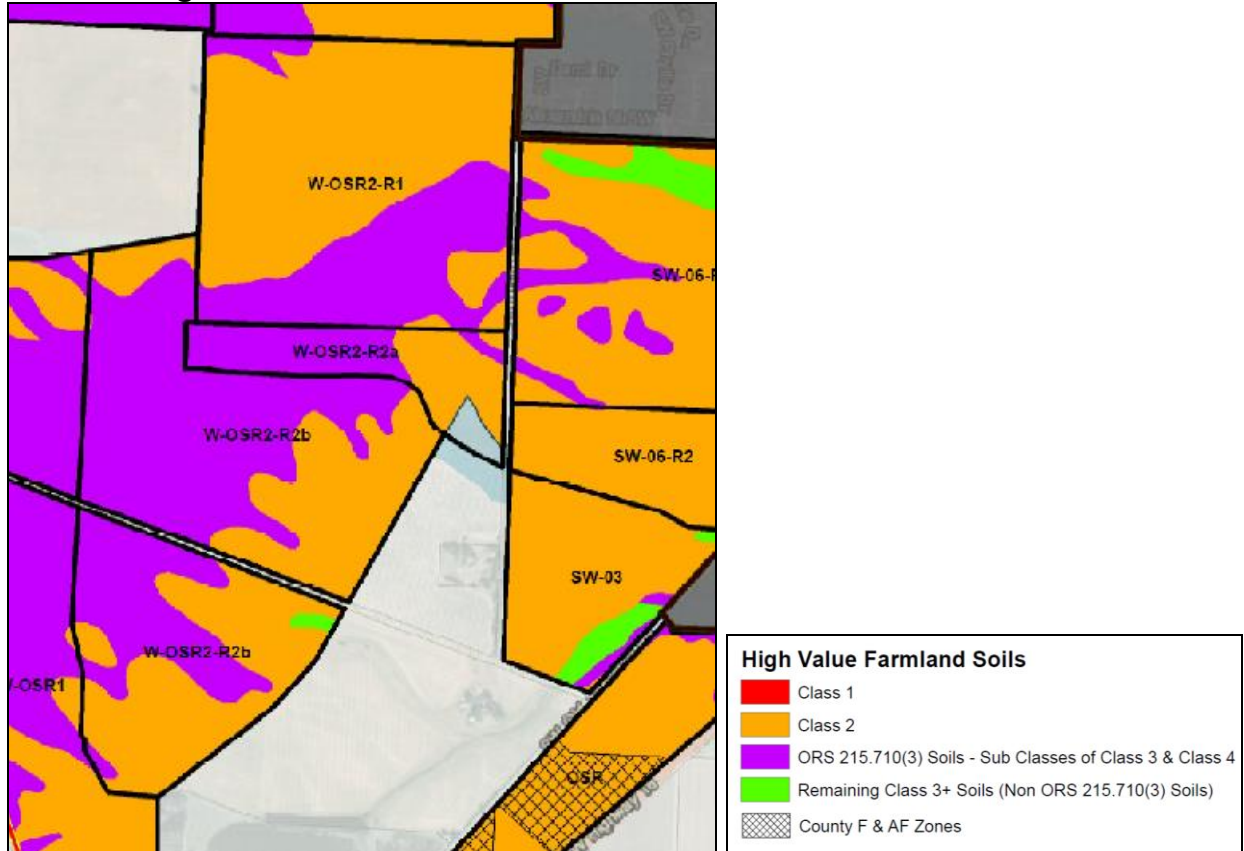 W-OSR2-R1
SW-06-R
W-OSR2-R2a
W-OSR2-R2b
SW-06-R2
SW-03
W-OSR2-R2b
-OSR1
OSR
High Value Farmland Soils
Class 1
Class 2
ORS 215.710(3) Soils - Sub Classes of Class 3 & Class 4
Remaining Class 3+ Soils (Non ORS 215.710(3) Soils)
County F & AF Zones